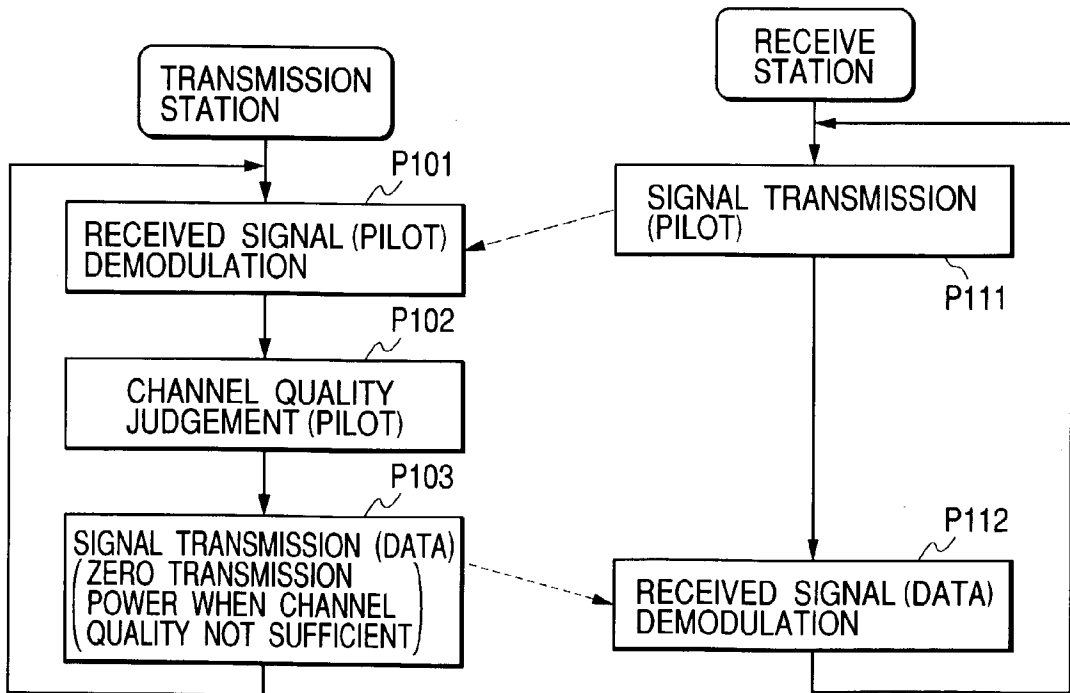 TRANSMISSION
STATION
P101
RECEIVED SIGNAL (PILOT)
DEMODULATION
P102
CHANNEL QUALITY
JUDGEMENT (PILOT)
P103
SIGNAL TRANSMISSION (DATA)
(ZERO TRANSMISSION
POWER WHEN CHANNEL
QUALITY NOT SUFFICIENT)
RECEIVE
STATION
SIGNAL TRANSMISSION
(PILOT)
P111
P112
RECEIVED SIGNAL (DATA)
DEMODULATION